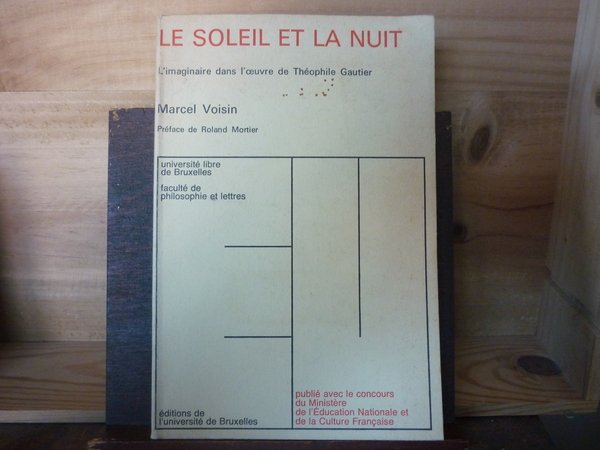 LE SOLEIL ET LA NUIT
L'imaginaire dans l'œuvre de Théophile Gautier
Marcel Voisin
Préface de Roland Mortier
université libre
de Bruxelles
faculté de
philosophie et lettres
éditions de
l'université de Bruxelles
publié avec le concours
du Ministère
de l'Éducation Nationale et
de la Culture Française